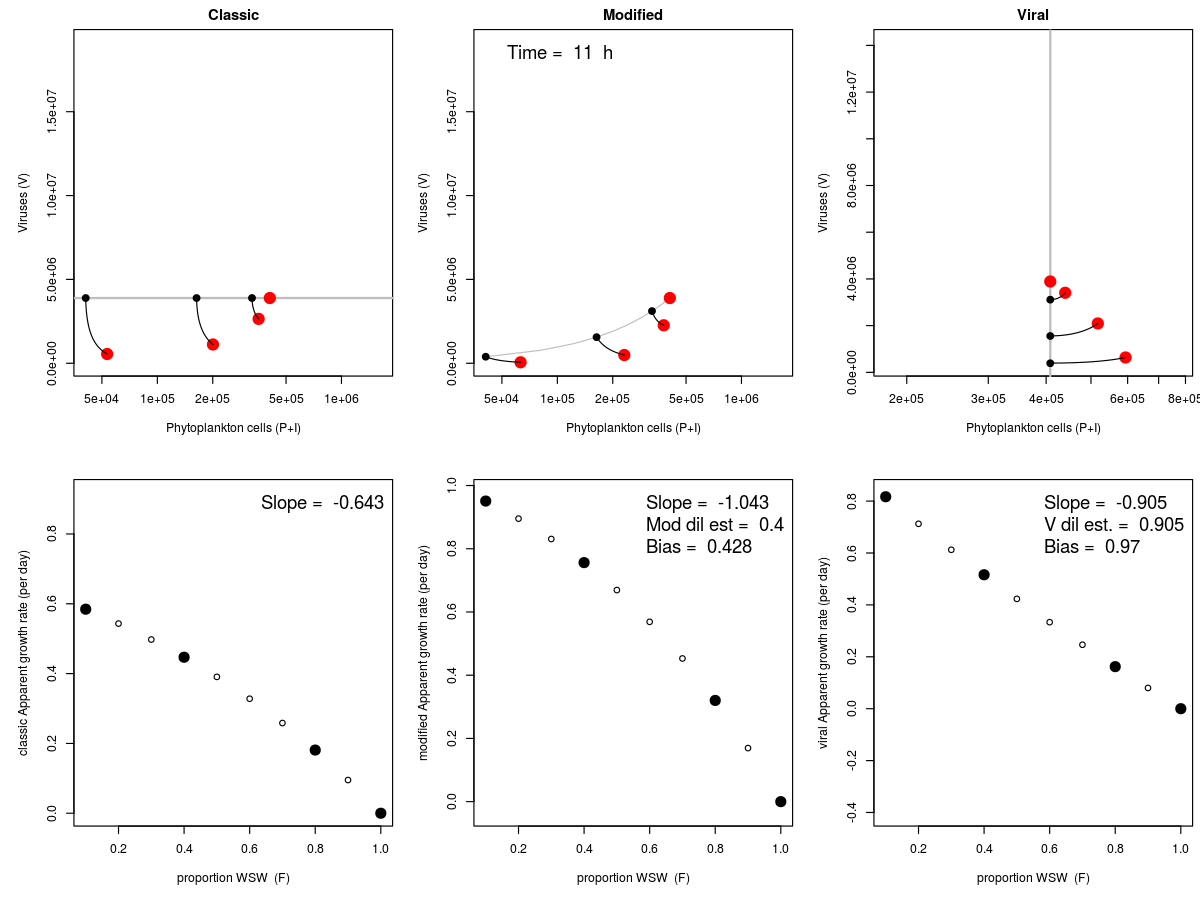 Classic
Viruses (V)
0.0e+00 5.0e+06 1.0e+07 1.5e+07
5e+04 1e+05 2e+05 5e+05 1e+06
Phytoplankton cells (P+I)
Modified
Time = 11 h
Viruses (V)
0.0e+00 5.0e+06 1.0e+07 1.5e+07
5e+04 1e+05 2e+05 5e+05 1e+06
Phytoplankton cells (P+I)
Viral
Viruses (V)
0.0e+00 4.0e+06 8.0e+06 1.2e+07
2e+05 3e+05 4e+05 6e+05 8e+05
Phytoplankton cells (P+I)
Slope = -0.643
classic Apparent growth rate (per day)
0.0 0.2 0.4 0.6 0.8
0.2 0.4 0.6 0.8 1.0
proportion WSW (F)
Slope = -1.043
Mod dil est = 0.4
Bias = 0.428
modified Apparent growth rate (per day)
0.0 0.2 0.4 0.6 0.8 1.0
0.2 0.4 0.6 0.8 1.0
proportion WSW (F)
Slope = -0.905
V dil est. = 0.905
Bias = 0.97
viral Apparent growth rate (per day)
-0.4 -0.2 0.0 0.2 0.4 0.6 0.8
0.2 0.4 0.6 0.8 1.0
proportion WSW (F)